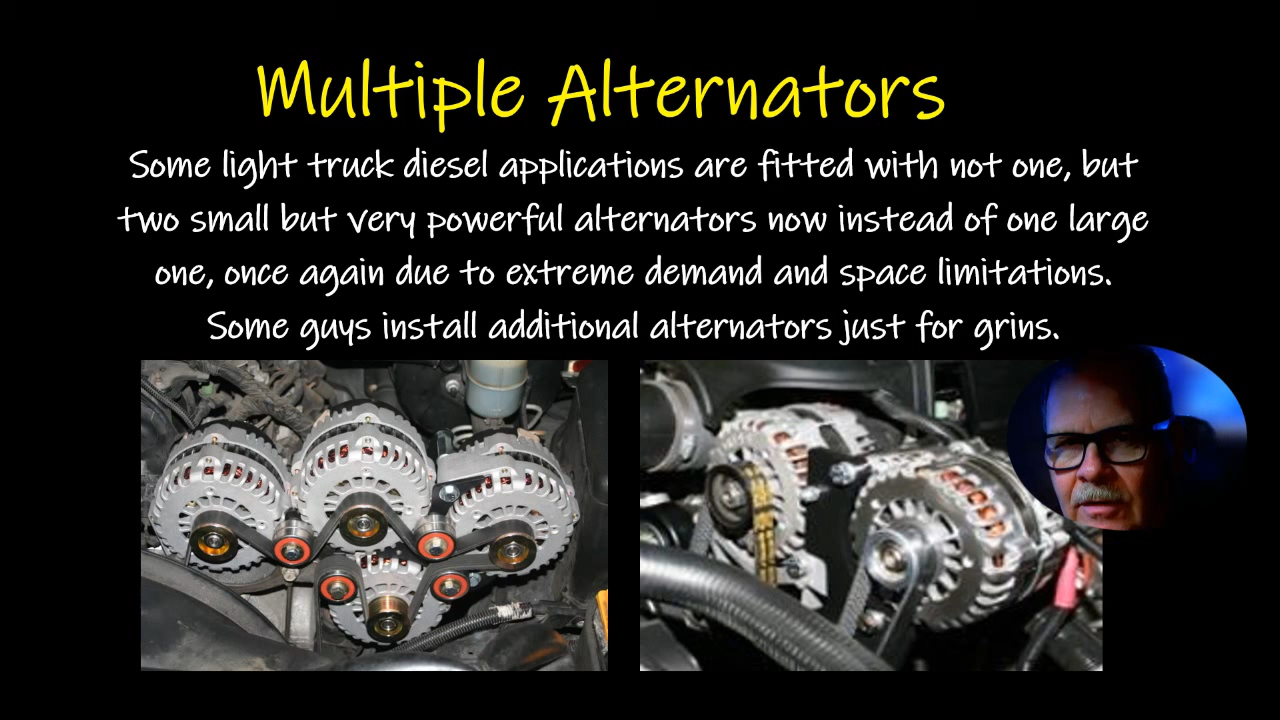 Multiple Alternators
Some light truck diesel applications are fitted with not one, but
two small but very powerful alternators now instead of one large
one, once again due to extreme demand and space limitations.
Some guys install additional alternators just for grins.